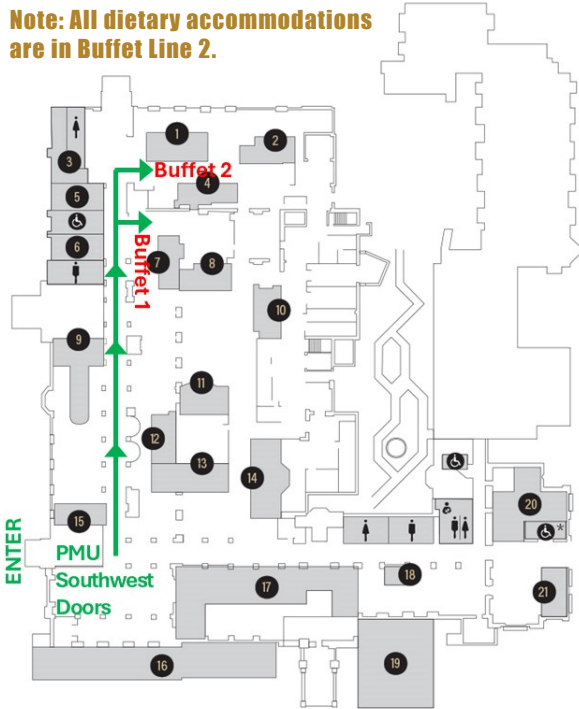 Note: All dietary accommodations
are in Buffet Line 2.
1
2
3
Buffet 2
4
5
6
Buffet 1
7
8
9
10
11
12
13
14
15
ENTER
PMU
Southwest
Doors
16
17
18
19
20
*
21